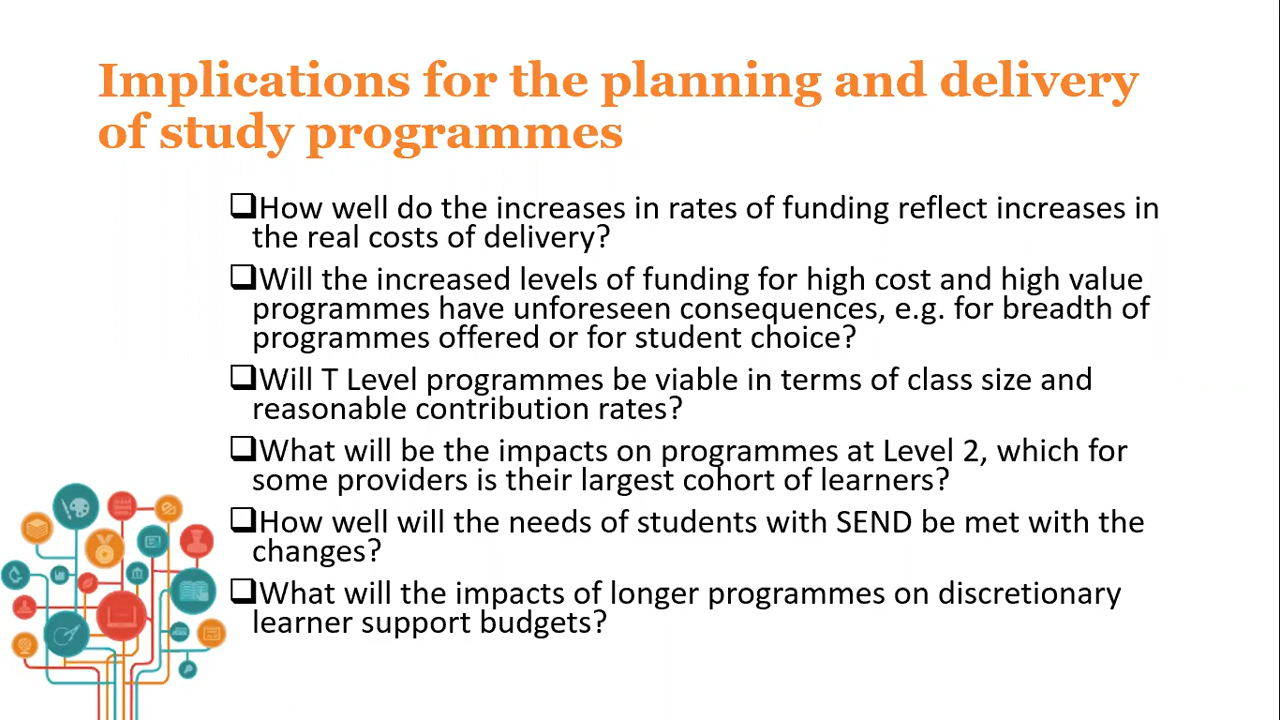 Implications for the planning and delivery
of study programmes
❑How well do the increases in rates of funding reflect increases in
the real costs of delivery?
❑Will the increased levels of funding for high cost and high value
programmes have unforeseen consequences, e.g. for breadth of
programmes offered or for student choice?
❑Will T Level programmes be viable in terms of class size and
reasonable contribution rates?
❑What will be the impacts on programmes at Level 2, which for
some providers is their largest cohort of learners?
❑How well will the needs of students with SEND be met with the
changes?
❑What will the impacts of longer programmes on discretionary
learner support budgets?